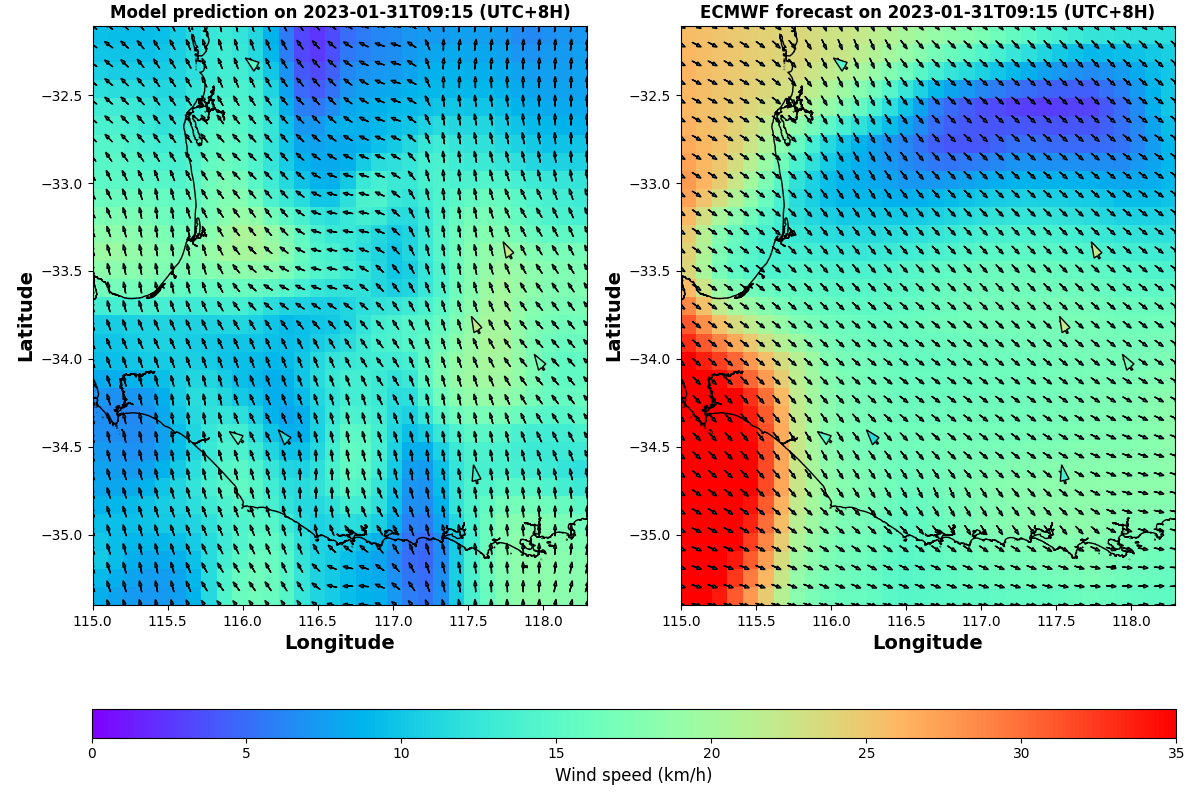 Model prediction on 2023-01-31T09:15 (UTC+8H)
ECMWF forecast on 2023-01-31T09:15 (UTC+8H)
Latitude
−32.5
−33.0
−33.5
−34.0
−34.5
−35.0
115.0 115.5 116.0 116.5 117.0 117.5 118.0
Longitude
Latitude
−32.5
−33.0
−33.5
−34.0
−34.5
−35.0
115.0 115.5 116.0 116.5 117.0 117.5 118.0
Longitude
0 5 10 15 20 25 30 35
Wind speed (km/h)